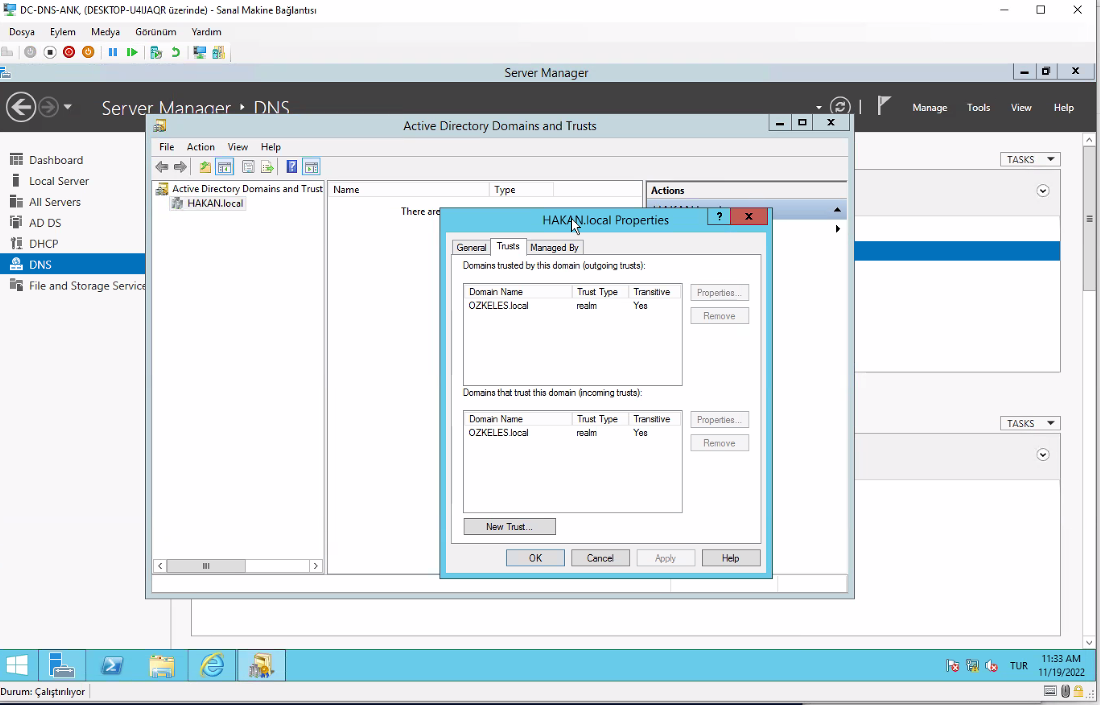 DC-DNS-ANK, (DESKTOP-U4IJAQR üzerinde) - Sanal Makine Bağlantısı
Dosya Eylem Medya Görünüm Yardım
Server Manager
Server Manager • DNS
Manage Tools View Help
Dashboard
Local Server
All Servers
AD DS
DHCP
DNS
File and Storage Service
TASKS
TASKS
Active Directory Domains and Trusts
File Action View Help
Active Directory Domains and Trust
HAKAN.local
Name Type
There are
Actions
HAKAN.local Properties
General Trusts Managed By
Domains trusted by this domain (outgoing trusts):
Domain Name Trust Type Transitive
OZKELES.local realm Yes
Properties...
Remove
Domains that trust this domain (incoming trusts):
Domain Name Trust Type Transitive
OZKELES.local realm Yes
Properties...
Remove
New Trust...
OK Cancel Apply Help
TUR
11:33 AM
11/19/2022
Durum: Çalıştırılıyor